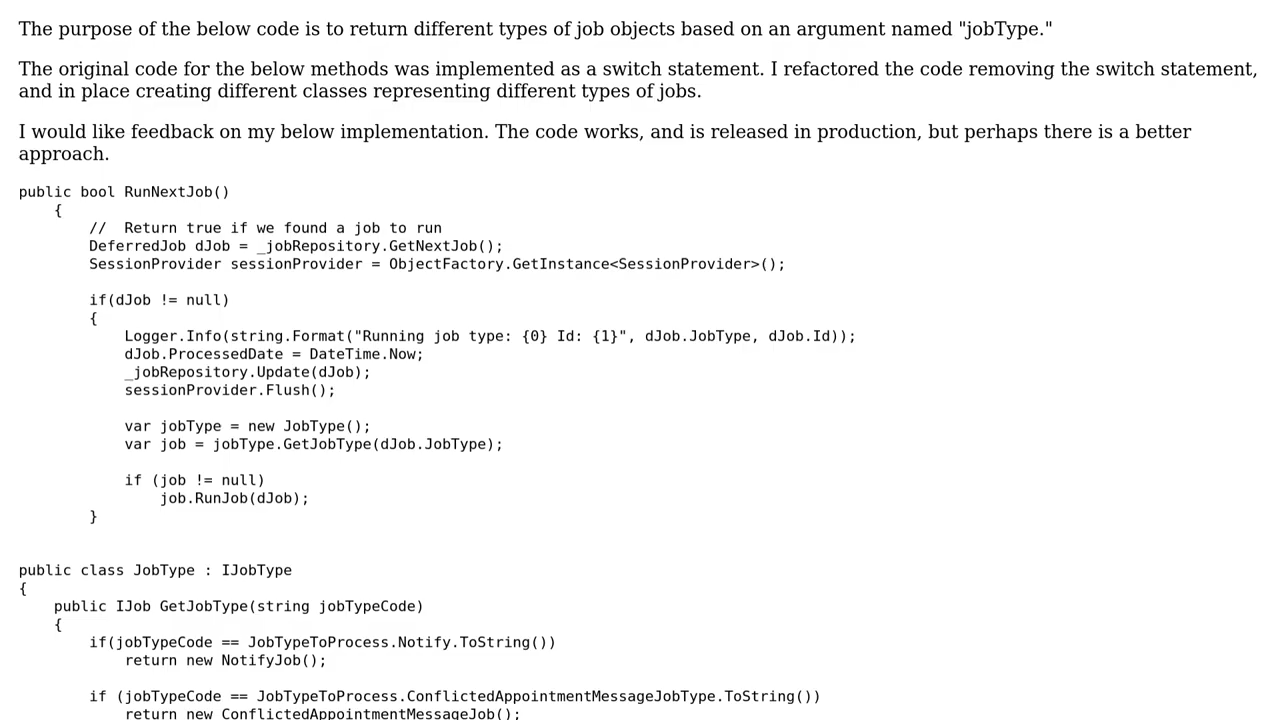 The purpose of the below code is to return different types of job objects based on an argument named "jobType."
The original code for the below methods was implemented as a switch statement. I refactored the code removing the switch statement,
and in place creating different classes representing different types of jobs.
I would like feedback on my below implementation. The code works, and is released in production, but perhaps there is a better
approach.
public bool RunNextJob()
    {
        //  Return true if we found a job to run
        DeferredJob dJob = _jobRepository.GetNextJob();
        SessionProvider sessionProvider = ObjectFactory.GetInstance<SessionProvider>();

        if(dJob != null)
        {
            Logger.Info(string.Format("Running job type: {0} Id: {1}", dJob.JobType, dJob.Id));
            dJob.ProcessedDate = DateTime.Now;
            _jobRepository.Update(dJob);
            sessionProvider.Flush();

            var jobType = new JobType();
            var job = jobType.GetJobType(dJob.JobType);

            if (job != null)
                job.RunJob(dJob);
        }

public class JobType : IJobType
{
    public IJob GetJobType(string jobTypeCode)
    {
        if(jobTypeCode == JobTypeToProcess.Notify.ToString())
            return new NotifyJob();

        if (jobTypeCode == JobTypeToProcess.ConflictedAppointmentMessageJobType.ToString())
            return new ConflictedAppointmentMessageJob();